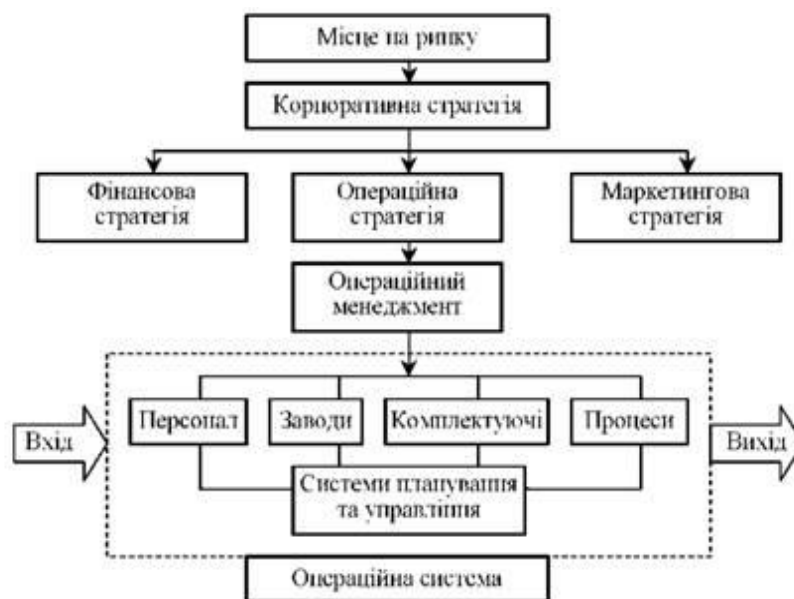 Місце на ринку
Корпоративна стратегія
Фінансова
стратегія
Операційна
стратегія
Маркетингова
стратегія
Операційний
менеджмент
Персонал
Заводи
Комплектуючі
Процеси
Вхід
Вихід
Системи планування
та управління
Операційна система